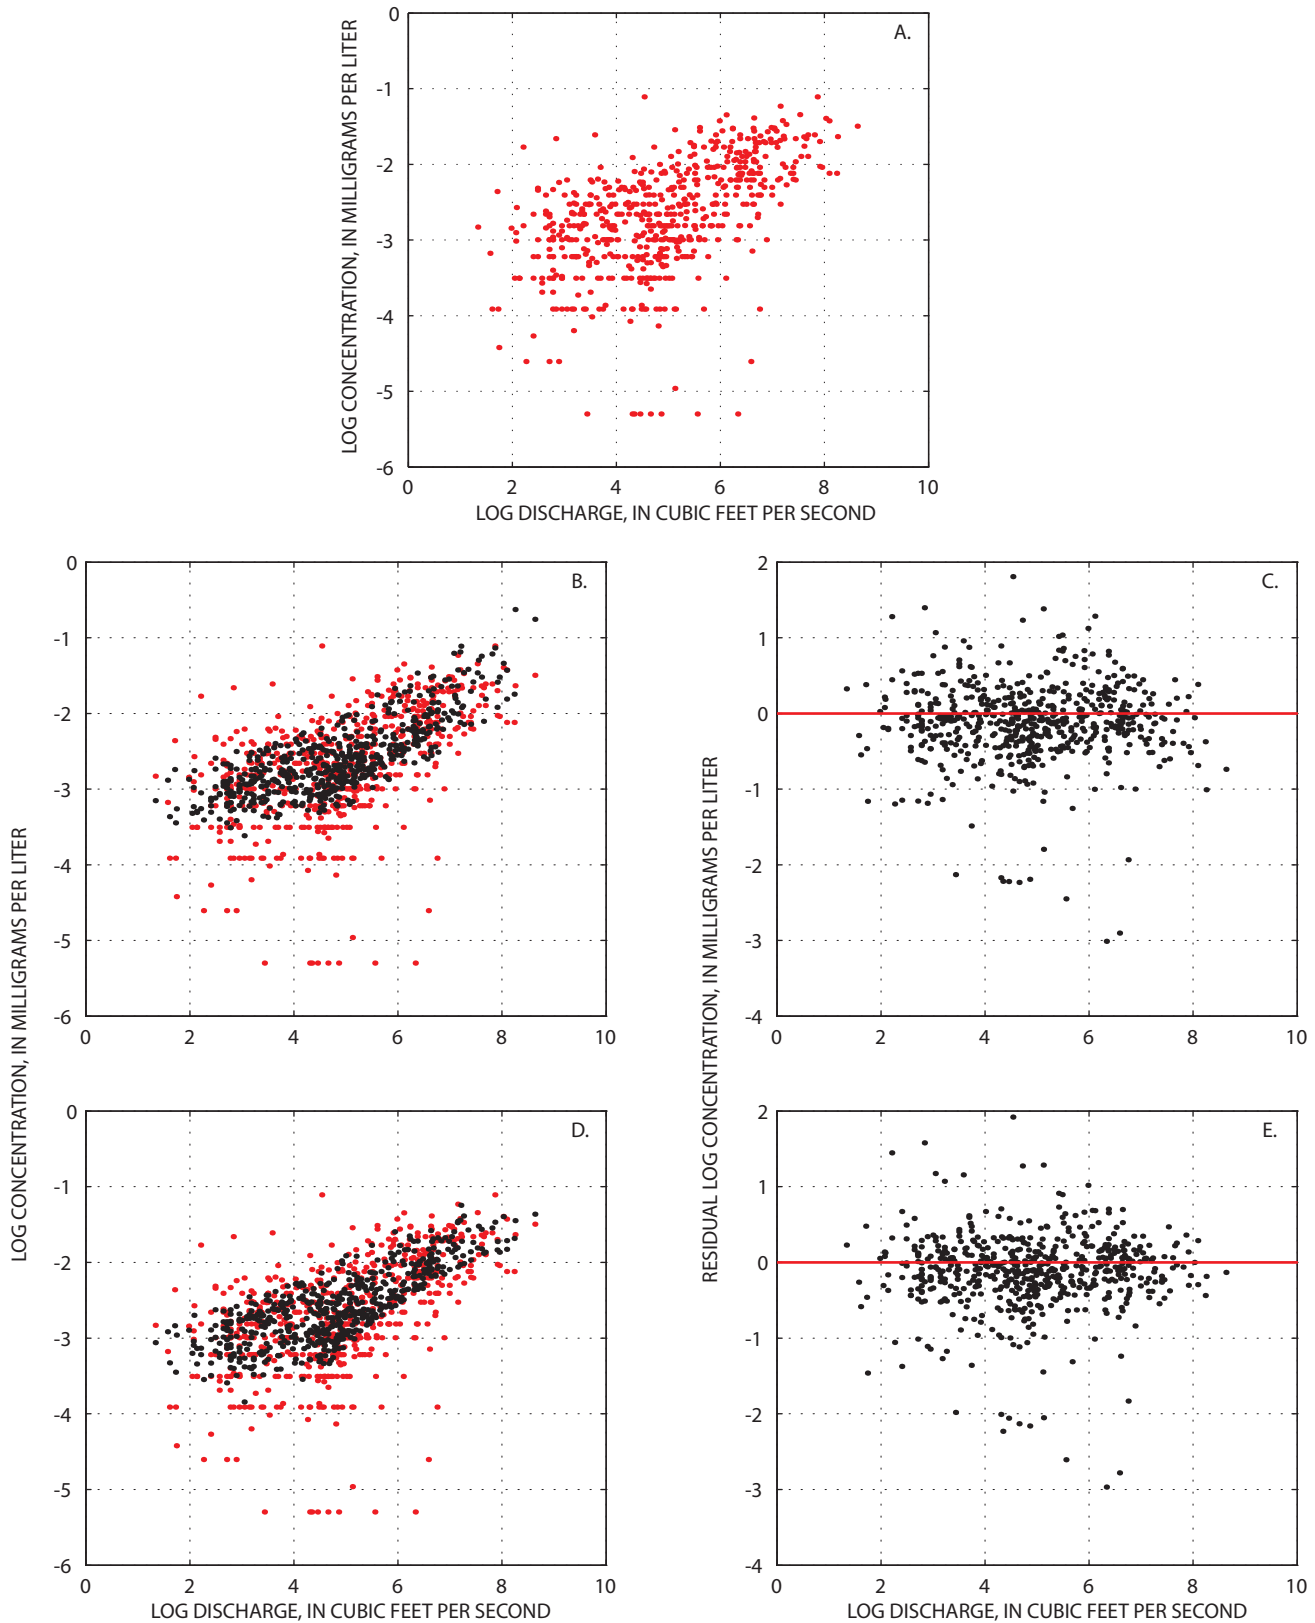 A.
0
-1
-2
-3
-4
-5
-6
LOG CONCENTRATION, IN MILLIGRAMS PER LITER
0 2 4 6 8 10
LOG DISCHARGE, IN CUBIC FEET PER SECOND
B.
0
-1
-2
-3
-4
-5
-6
0 2 4 6 8 10
C.
2
1
0
-1
-2
-3
-4
0 2 4 6 8 10
LOG CONCENTRATION, IN MILLIGRAMS PER LITER
RESIDUAL LOG CONCENTRATION, IN MILLIGRAMS PER LITER
D.
0
-1
-2
-3
-4
-5
-6
0 2 4 6 8 10
LOG DISCHARGE, IN CUBIC FEET PER SECOND
E.
2
1
0
-1
-2
-3
-4
0 2 4 6 8 10
LOG DISCHARGE, IN CUBIC FEET PER SECOND